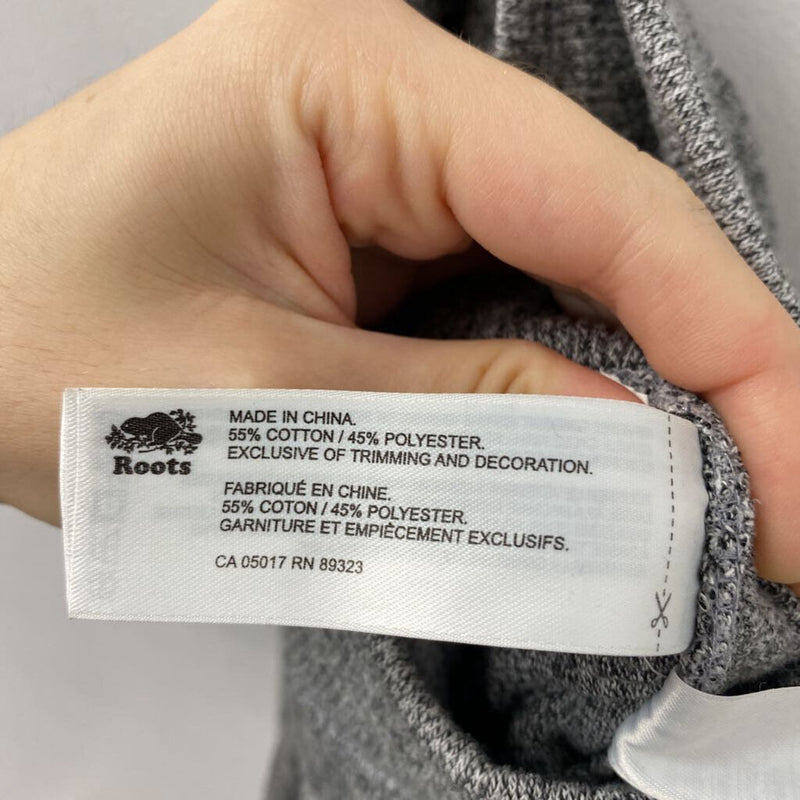 Roots
MADE IN CHINA.
55% COTTON / 45% POLYESTER.
EXCLUSIVE OF TRIMMING AND DECORATION.
FABRIQUÉ EN CHINE.
55% COTON / 45% POLYESTER.
GARNITURE ET EMPIÈCEMENT EXCLUSIFS.
CA 05017 RN 89323